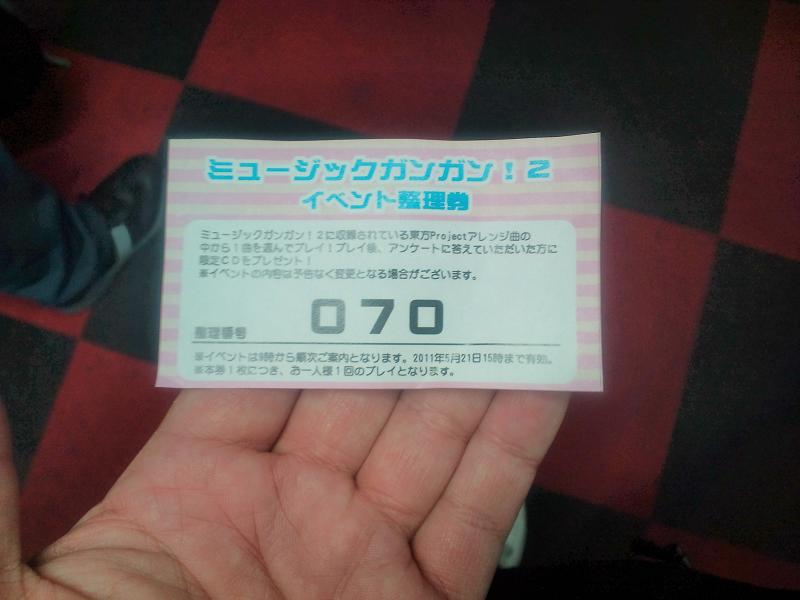 ミュージックガンガン!2
イベント整理券
ミュージックガンガン!2に収録されている東方Projectアレンジ曲の
中から1曲を選んでプレイ!プレイ後、アンケートに答えていただいた方に
限定CDをプレゼント!
※イベントの内容は予告なく変更となる場合がございます。
整理番号 070
※イベントは9時から順次ご案内となります。2011年5月21日15時まで有効。
※本券1枚につき、お一人様1回のプレイとなります。